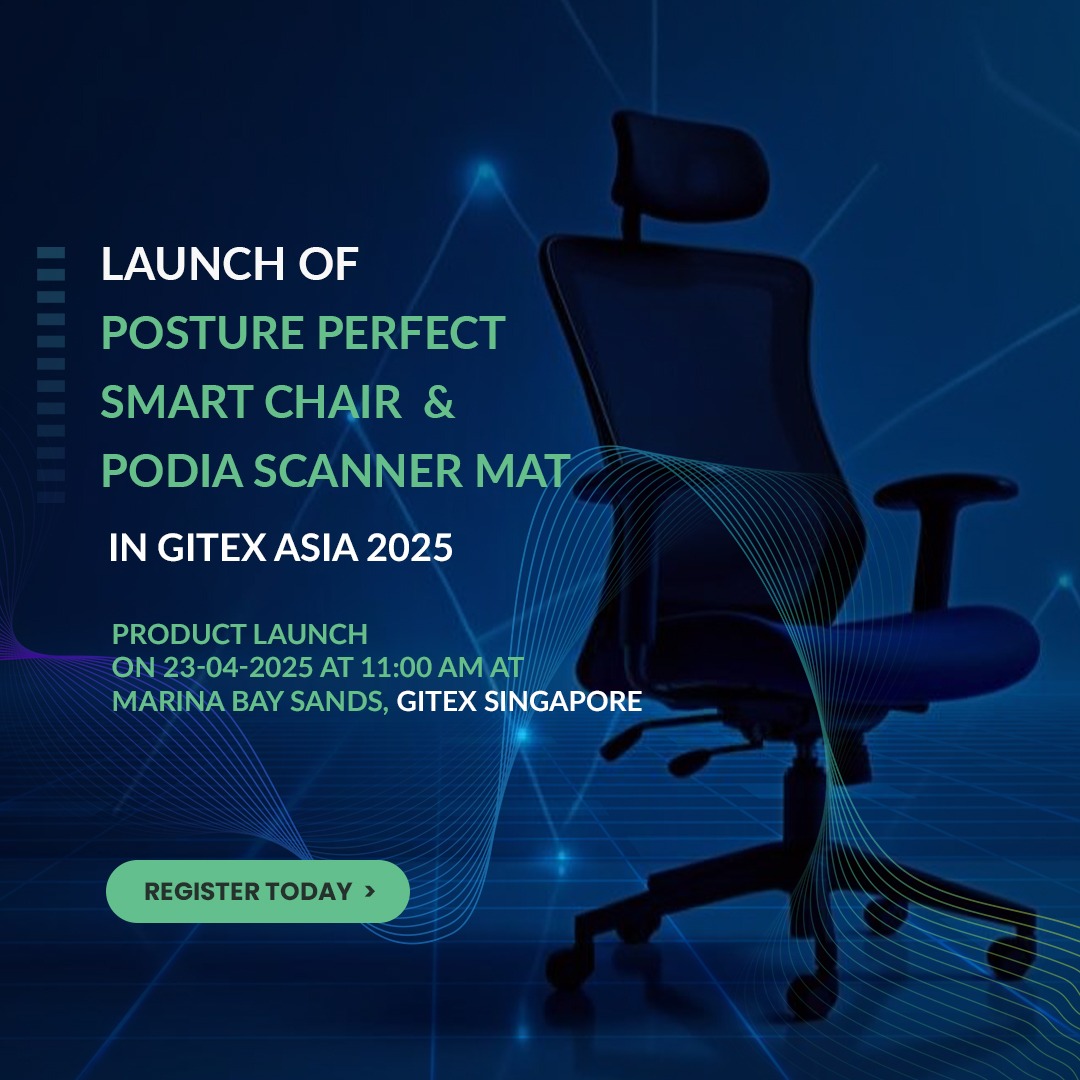 LAUNCH OF
POSTURE PERFECT
SMART CHAIR &
PODIA SCANNER MAT
IN GITEX ASIA 2025
PRODUCT LAUNCH
ON 23-04-2025 AT 11:00 AM AT
MARINA BAY SANDS, GITEX SINGAPORE
REGISTER TODAY >